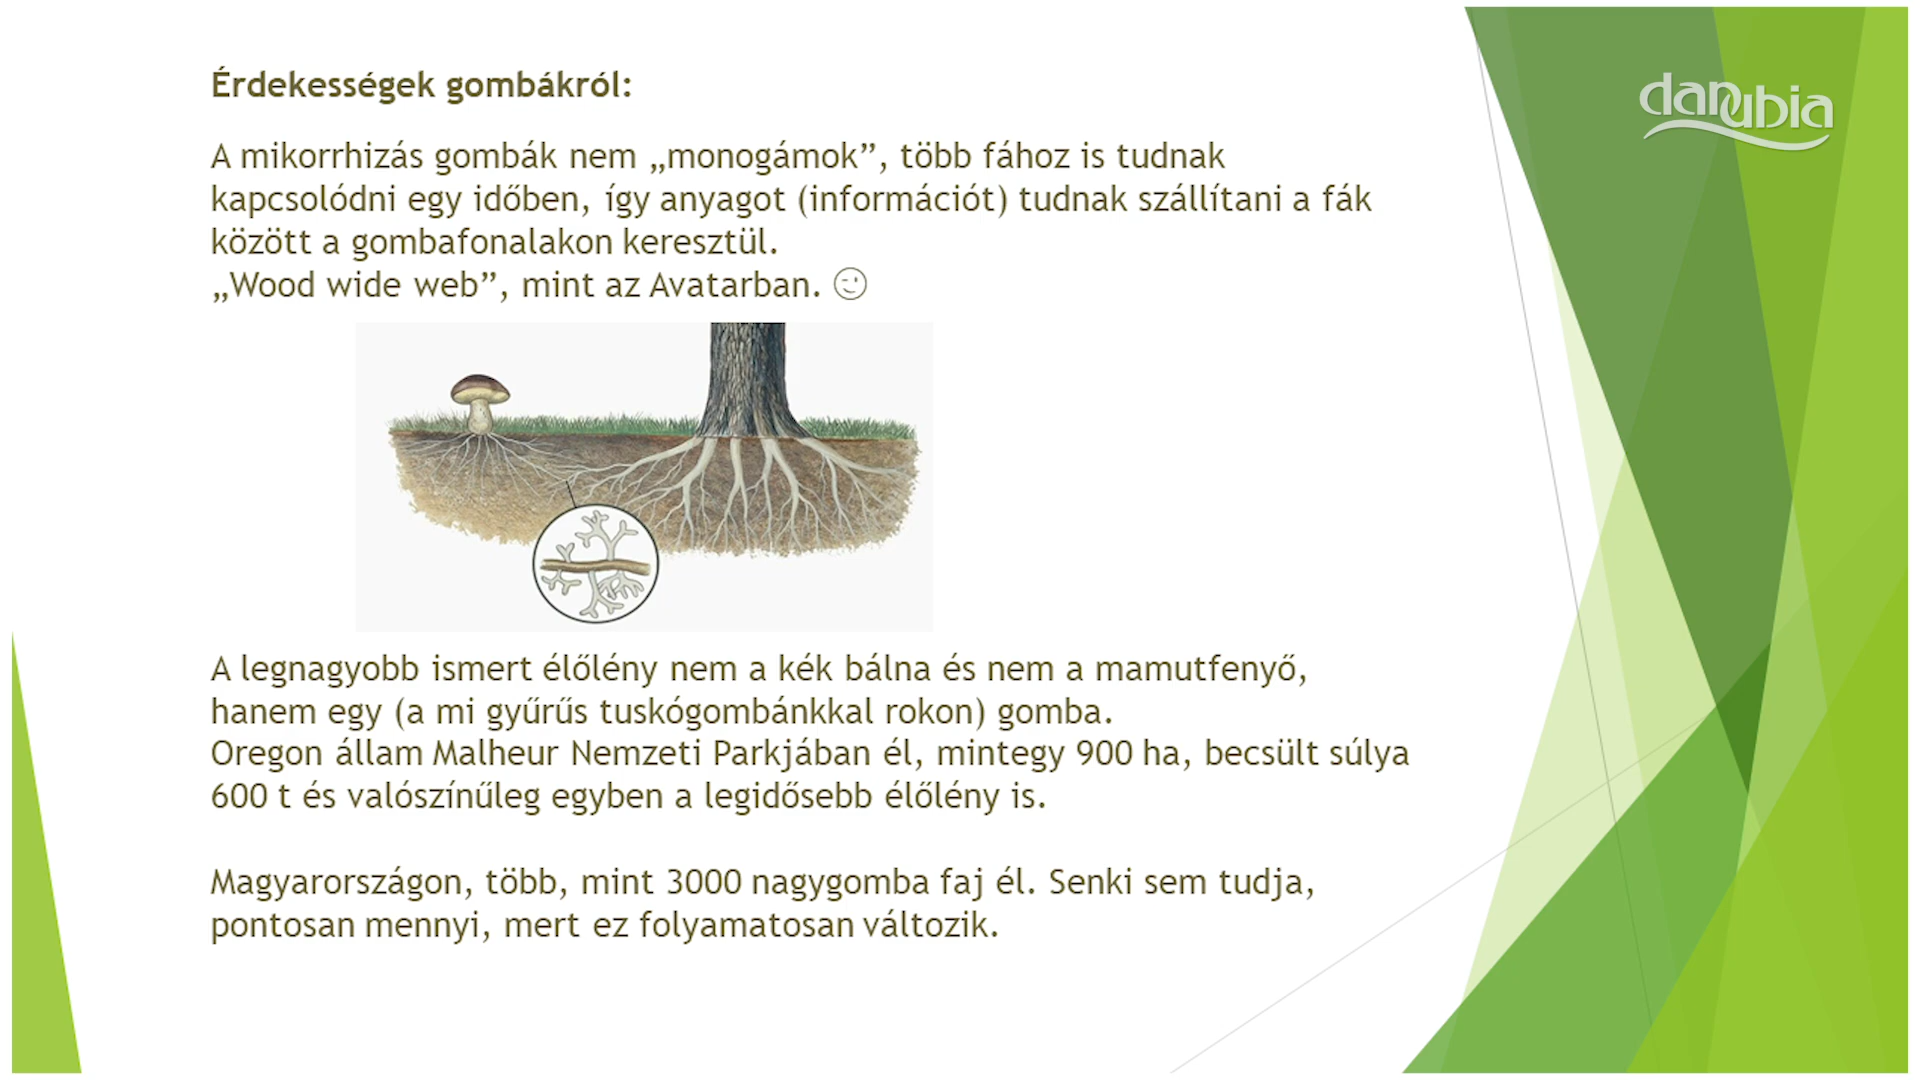 Érdekességek gombákról:
danubia
A mikorrhizás gombák nem „monogámok”, több fához is tudnak
kapcsolódni egy időben, így anyagot (információt) tudnak szállítani a fák
között a gombafonalakon keresztül.
„Wood wide web”, mint az Avatarban. 😉
A legnagyobb ismert élőlény nem a kék bálna és nem a mamutfenyő,
hanem egy (a mi gyűrűs tuskógombánkkal rokon) gomba.
Oregon állam Malheur Nemzeti Parkjában él, mintegy 900 ha, becsült súlya
600 t és valószínűleg egyben a legidősebb élőlény is.
Magyarországon, több, mint 3000 nagygomba faj él. Senki sem tudja,
pontosan mennyi, mert ez folyamatosan változik.